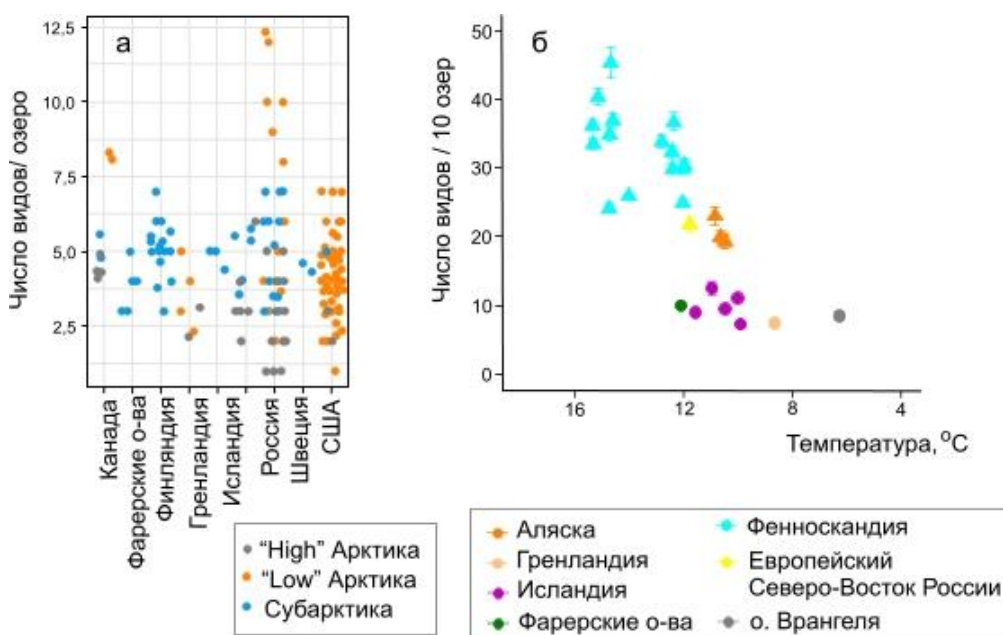 а
Число видов/ озеро
12,5
10,0
7,5
5,0
2,5
Канада
Фарерские о-ва
Финляндия
Гренландия
Исландия
Россия
Швеция
США
"High" Арктика
"Low" Арктика
Субарктика
б
Число видов / 10 озер
50
40
30
20
10
0
16 12 8 4
Температура, °C
Аляска
Гренландия
Исландия
Фарерские о-ва
Фенноскандия
Европейский
Северо-Восток России
о. Врангеля